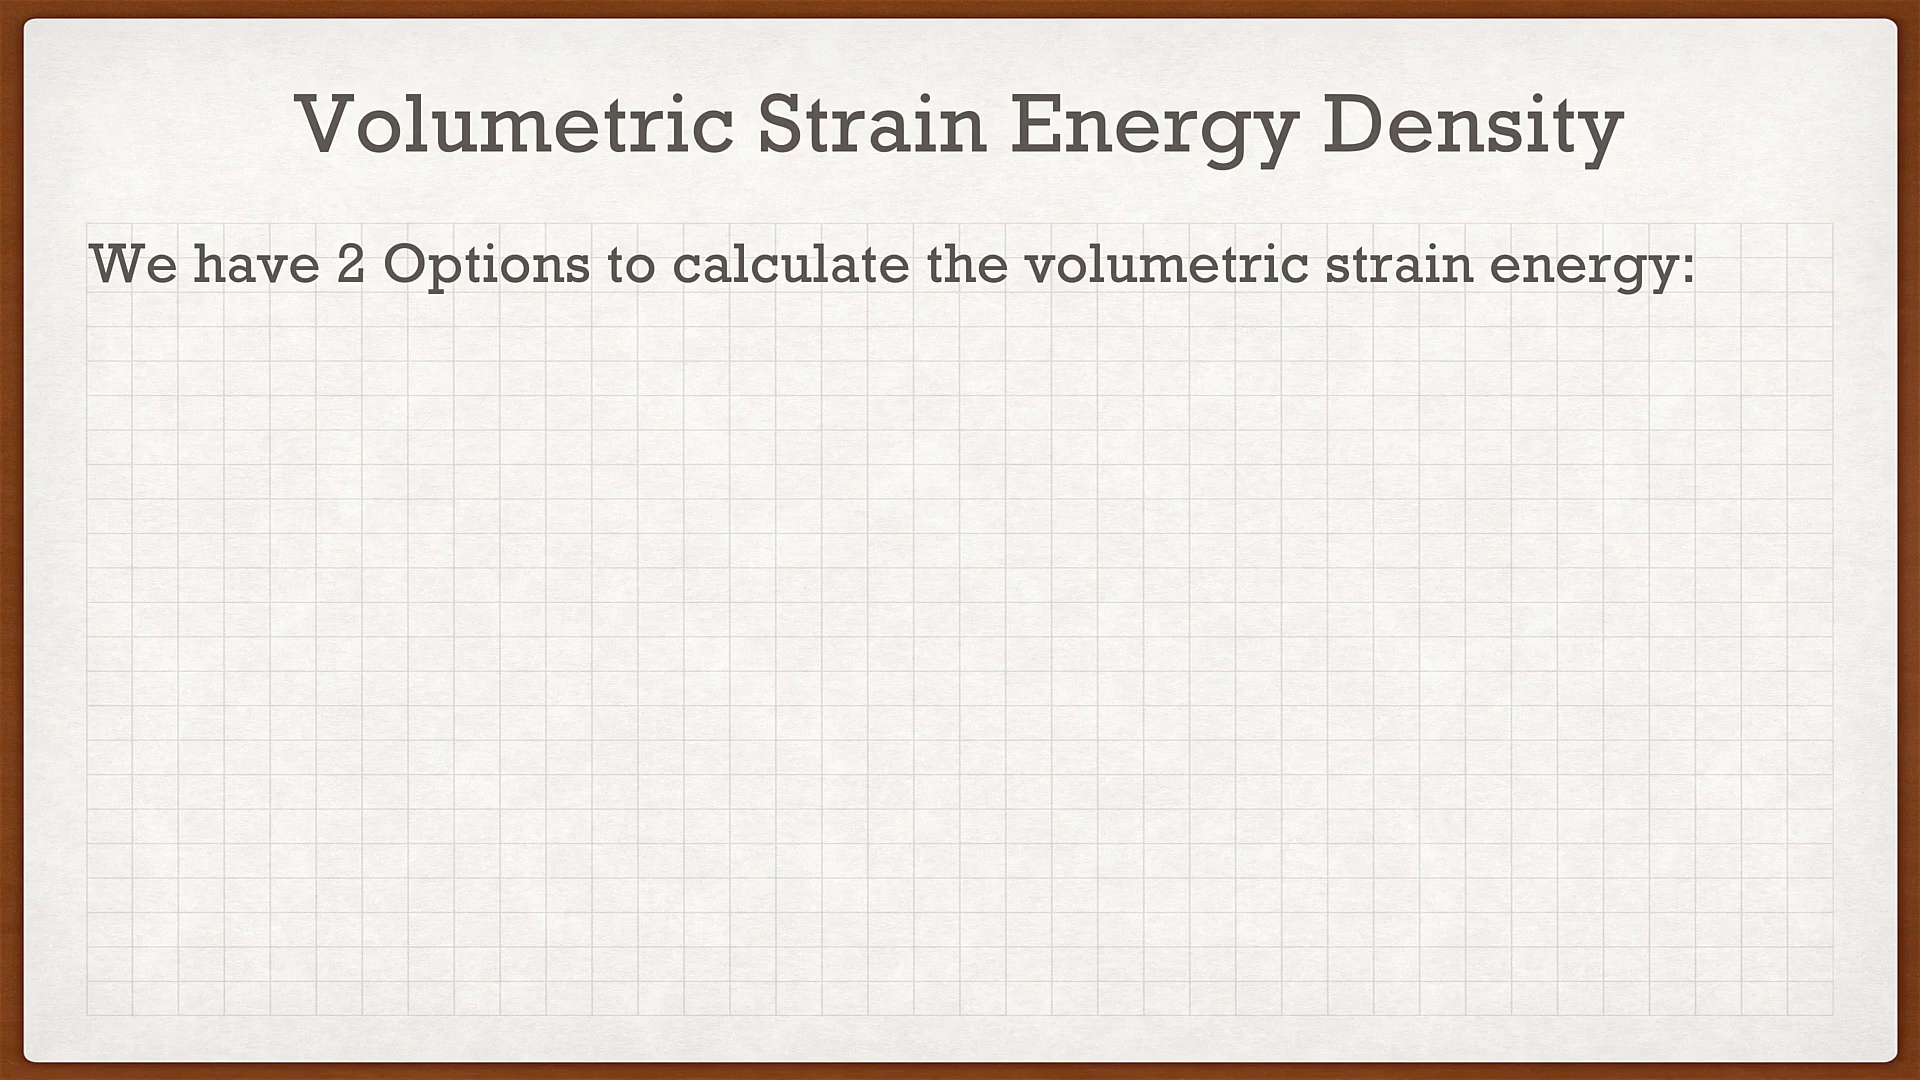 Volumetric Strain Energy Density
We have 2 Options to calculate the volumetric strain energy: